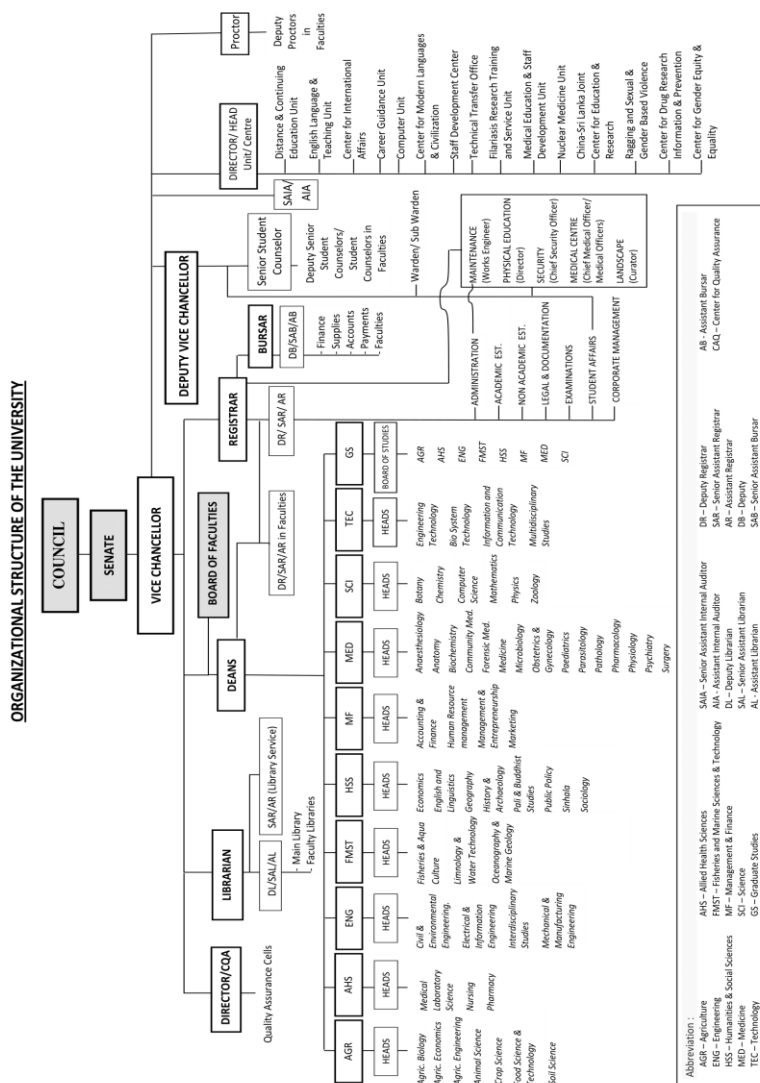 ORGANIZATIONAL STRUCTURE OF THE UNIVERSITY
COUNCIL
SENATE
VICE CHANCELLOR
BOARD OF FACULTIES
DEPUTY VICE CHANCELLOR
DIRECTOR/CQA
Quality Assurance Cells
LIBRARIAN
DL/SAL/AL
SAR/AR (Library Service)
- Main Library
- Faculty Libraries
DEANS
DR/SAR/AR in Faculties
REGISTRAR
DR/ SAR/ AR
BURSAR
DB/SAB/AB
- Finance
- Supplies
- Accounts
- Payments
- Faculties
Senior Student
Counselor
Deputy Senior
Student
Counselors/
Student
Counselors in
Faculties
Warden/ Sub Warden
SAIA/
AIA
DIRECTOR/ HEAD
Unit/ Centre
Distance & Continuing
Education Unit
English Language &
Teaching Unit
Center for International
Affairs
Career Guidance Unit
Computer Unit
Center for Modern Languages
& Civilization
Staff Development Center
Technical Transfer Office
Filariasis Research Training
and Service Unit
Medical Education & Staff
Development Unit
Nuclear Medicine Unit
China-Sri Lanka Joint
Center for Education &
Research
Ragging and Sexual &
Gender Based Violence
Center for Drug Research
Information & Prevention
Center for Gender Equity &
Equality
Proctor
Deputy
Proctors in
Faculties
ADMINISTRATION
ACADEMIC EST.
NON ACADEMIC EST.
LEGAL & DOCUMENTATION
EXAMINATIONS
STUDENT AFFAIRS
CORPORATE MANAGEMENT
MAINTENANCE
(Works Engineer)
PHYSICAL EDUCATION
(Director)
SECURITY
(Chief Security Officer)
MEDICAL CENTRE
(Chief Medical Officer/
Medical Officers)
LANDSCAPE
(Curator)
AGR
HEADS
Agric. Biology
Agric. Economics
Agric. Engineering
Animal Science
Crop Science
Food Science &
Technology
Soil Science
AHS
HEADS
Medical
Laboratory
Science
Nursing
Pharmacy
ENG
HEADS
Civil &
Environmental
Engineering.
Electrical &
Information
Engineering
Interdisciplinary
Studies
Mechanical &
Manufacturing
Engineering
FMST
HEADS
Fisheries & Aqua
Culture
Limnology &
Water Technology
Oceanography &
Marine Geology
HSS
HEADS
Economics
English and
Linguistics
Geography
History &
Archaeology
Pali & Buddhist
Studies
Public Policy
Sinhala
Sociology
MF
HEADS
Accounting &
Finance
Human Resource
management
Management &
Entrepreneurship
Marketing
MED
HEADS
Anaesthesiology
Anatomy
Biochemistry
Community Med.
Forensic Med.
Medicine
Microbiology
Obstetrics &
Gynecology
Paediatrics
Parasitology
Pathology
Pharmacology
Physiology
Psychiatry
Surgery
SCI
HEADS
Botany
Chemistry
Computer
Science
Mathematics
Physics
Zoology
TEC
HEADS
Engineering
Technology
Bio System
Technology
Information and
Communication
Technology
Multidisciplinary
Studies
GS
BOARD OF STUDIES
AGR
AHS
ENG
FMST
HSS
MF
MED
SCI
Abbreviation :
AGR – Agriculture
ENG – Engineering
HSS – Humanities & Social Sciences
MED – Medicine
TEC – Technology
AHS – Allied Health Sciences
FMST – Fisheries and Marine Sciences & Technology
MF – Management & Finance
SCI – Science
GS – Graduate Studies
SAIA – Senior Assistant Internal Auditor
AIA - Assistant Internal Auditor
DL – Deputy Librarian
SAL – Senior Assistant Librarian
AL - Assistant Librarian
DR – Deputy Registrar
SAR – Senior Assistant Registrar
AR – Assistant Registrar
DB – Deputy
SAB – Senior Assistant Bursar
AB - Assistant Bursar
CAQ – Center for Quality Assurance